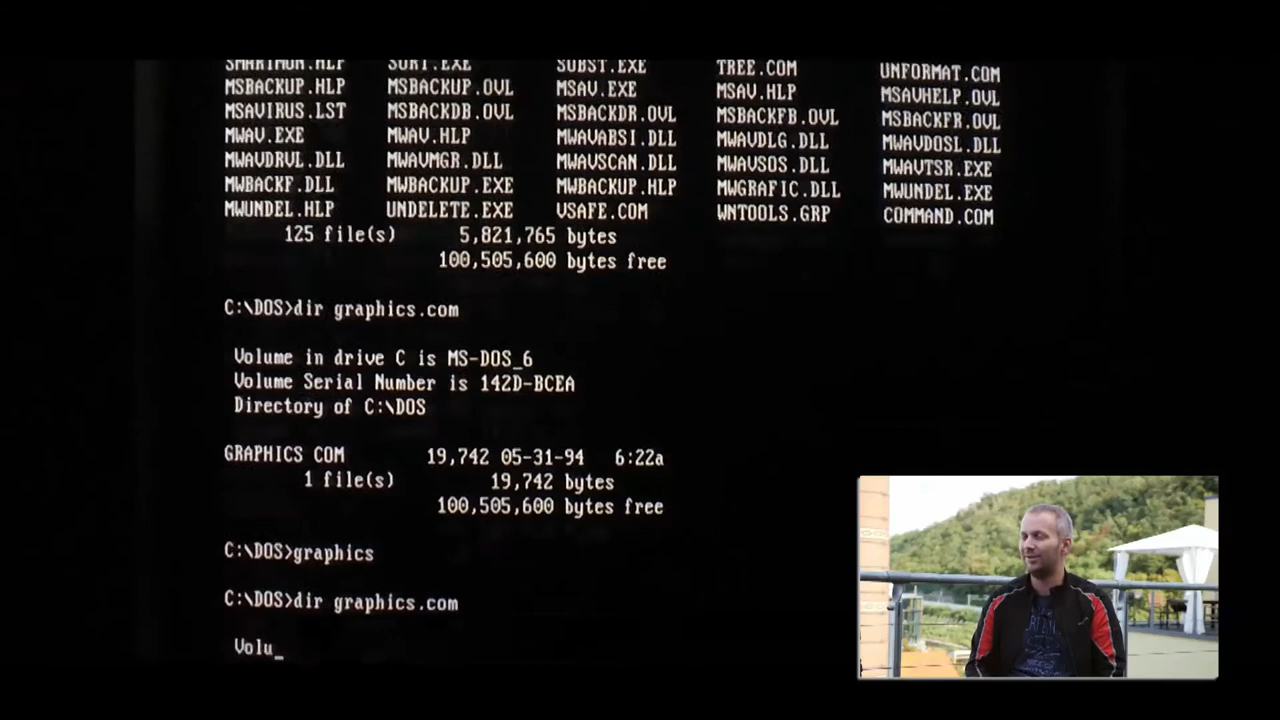 SMARTMON.HLP SORT.EXE SUBST.EXE TREE.COM UNFORMAT.COM
MSBACKUP.HLP MSBACKUP.OVL MSAV.EXE MSAV.HLP MSAVHELP.OVL
MSAVIRUS.LST MSBACKDB.OVL MSBACKDR.OVL MSBACKFB.OVL MSBACKFR.OVL
MWAV.EXE MWAV.HLP MWAVABSI.DLL MWAVDLG.DLL MWAVDOSL.DLL
MWAVDRVL.DLL MWAVMGR.DLL MWAVSCAN.DLL MWAVSOS.DLL MWAVTSR.EXE
MWBACKF.DLL MWBACKUP.EXE MWBACKUP.HLP MWGRAFIC.DLL MWUNDEL.EXE
MWUNDEL.HLP UNDELETE.EXE VSAFE.COM WNTOOLS.GRP COMMAND.COM
125 file(s) 5,821,765 bytes
100,505,600 bytes free
C:\DOS>dir graphics.com
Volume in drive C is MS-DOS_6
Volume Serial Number is 142D-BCEA
Directory of C:\DOS
GRAPHICS COM 19,742 05-31-94 6:22a
1 file(s) 19,742 bytes
100,505,600 bytes free
C:\DOS>graphics
C:\DOS>dir graphics.com
Volu_